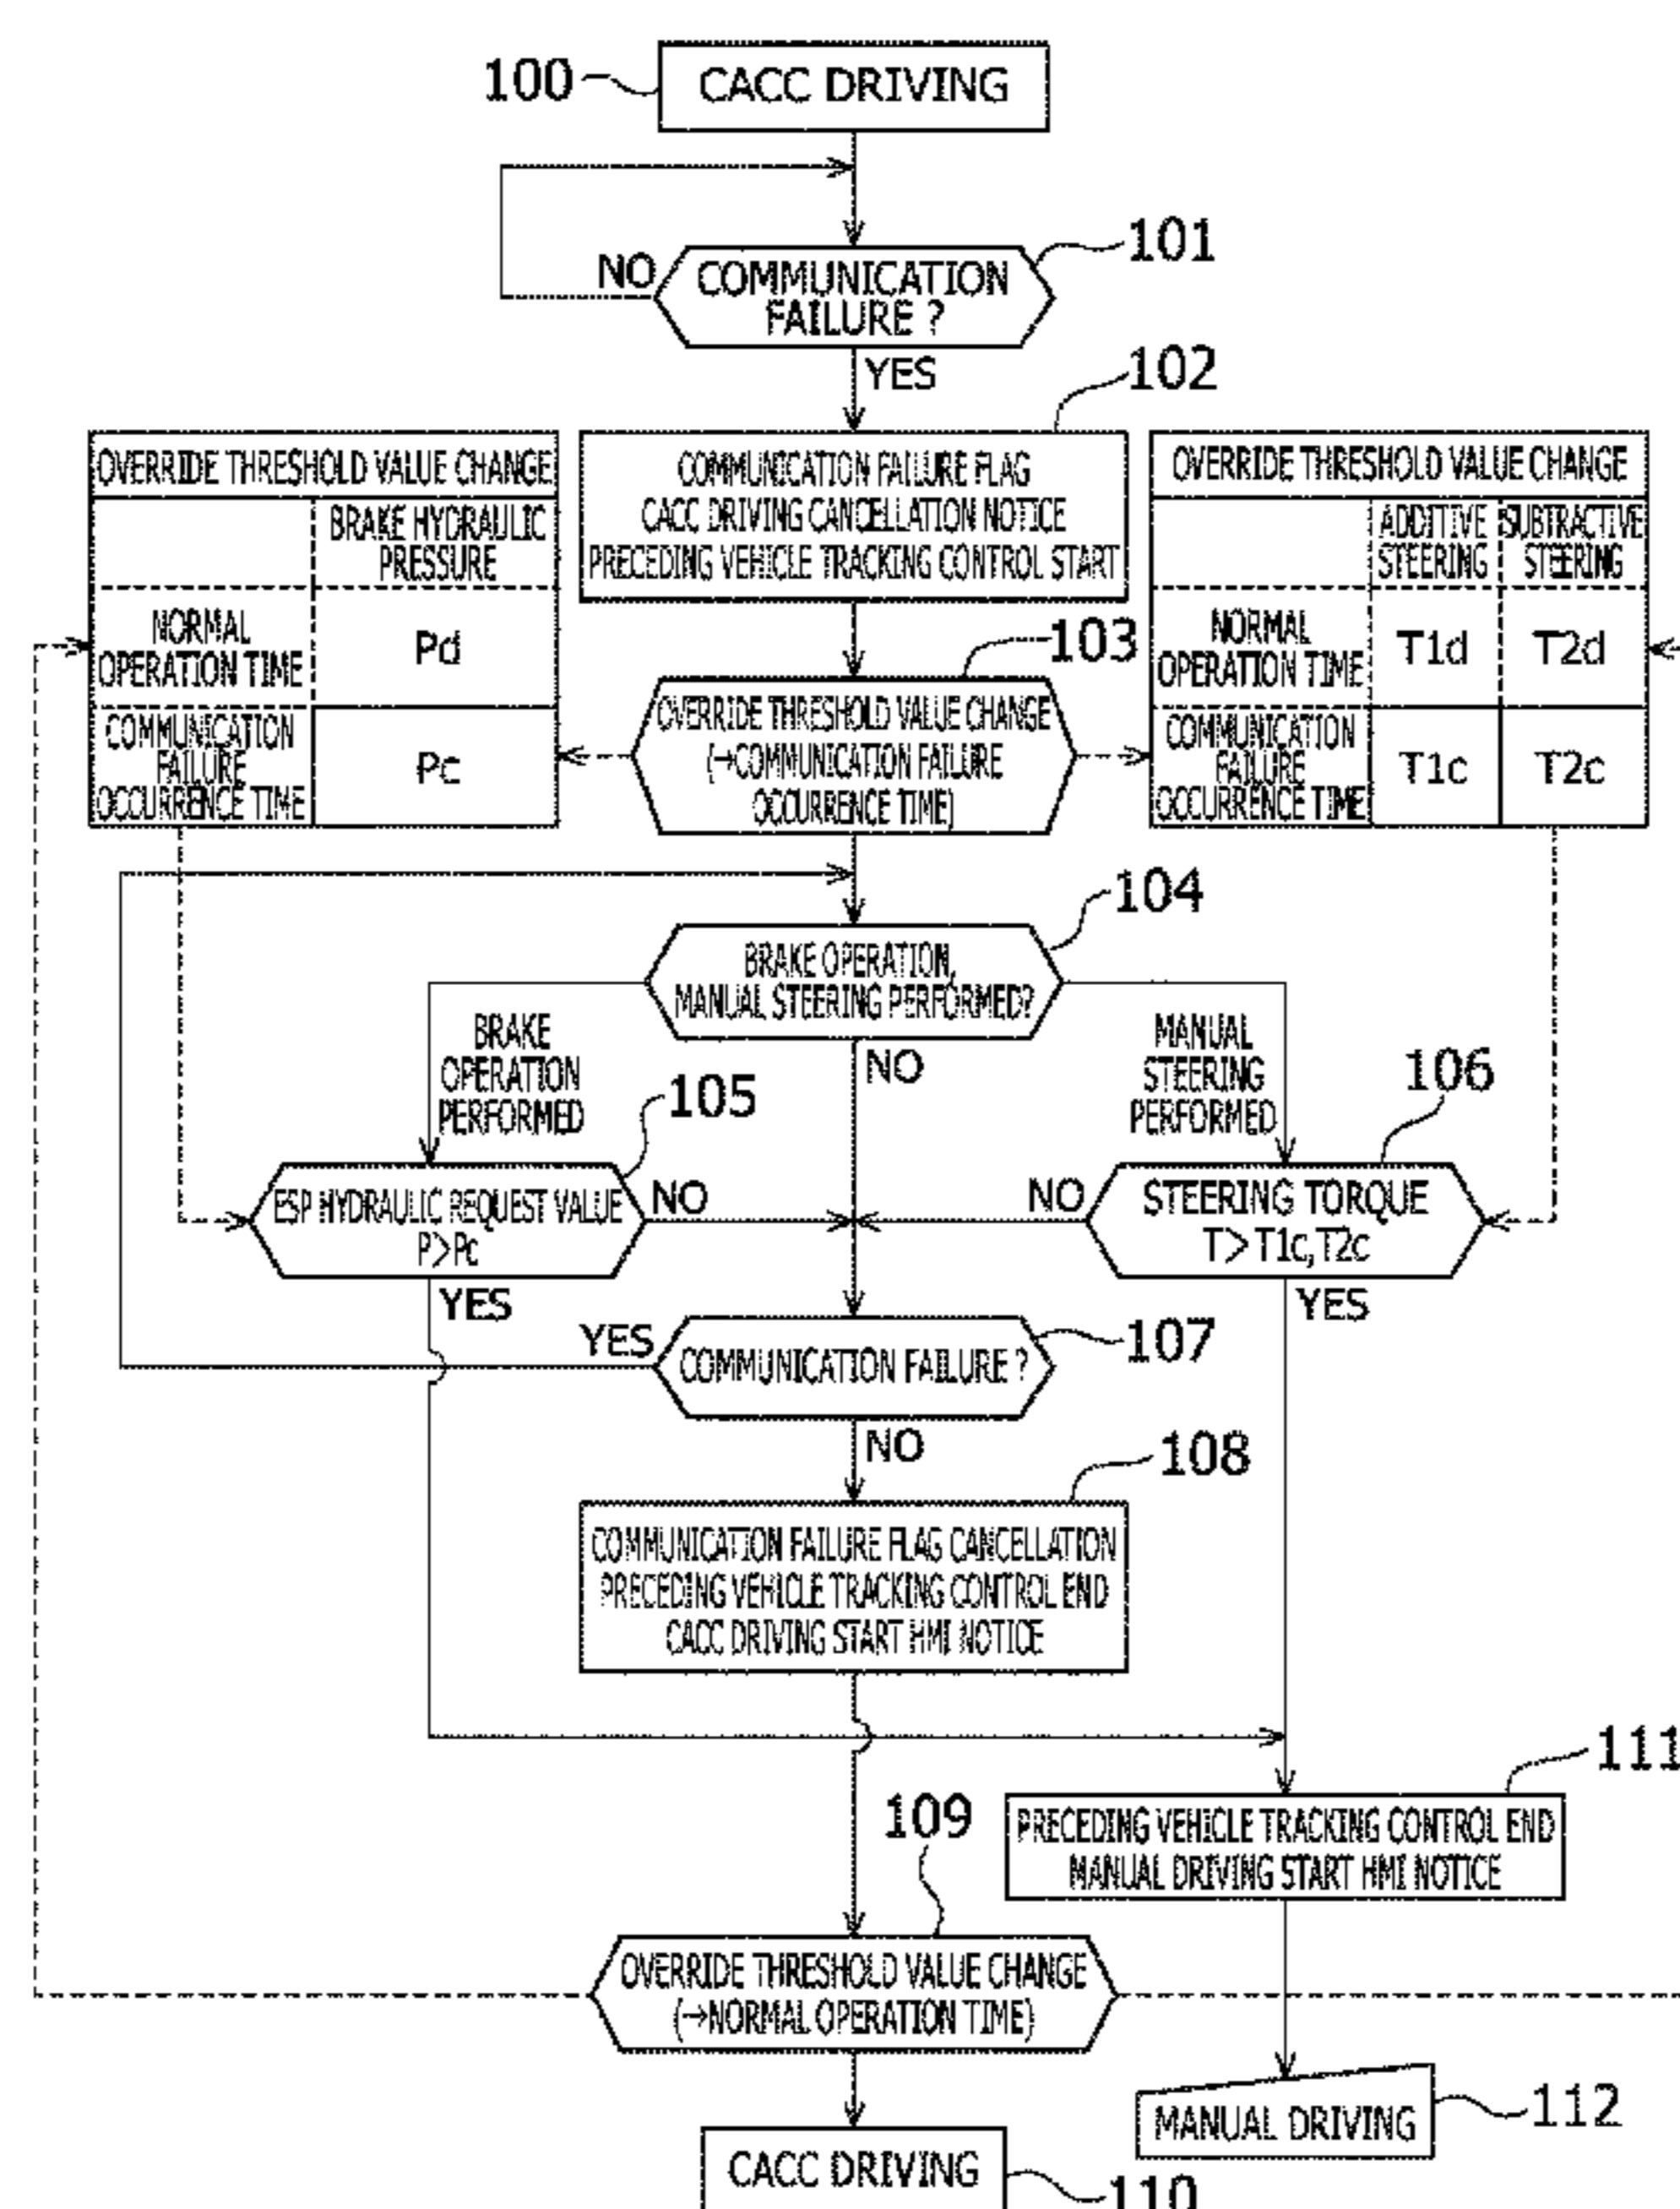 100
CACC DRIVING
NO
COMMUNICATION
FAILURE ?
101
YES
102
OVERRIDE THRESHOLD VALUE CHANGE
BRAKE HYDRAULIC
PRESSURE
NORMAL
OPERATION TIME
Pd
COMMUNICATION
FAILURE
OCCURRENCE TIME
Pc
COMMUNICATION FAILURE FLAG
CACC DRIVING CANCELLATION NOTICE
PRECEDING VEHICLE TRACKING CONTROL START
OVERRIDE THRESHOLD VALUE CHANGE
ADDITIVE
STEERING
SUBTRACTIVE
STEERING
NORMAL
OPERATION TIME
T1d
T2d
COMMUNICATION
FAILURE
OCCURRENCE TIME
T1c
T2c
103
OVERRIDE THRESHOLD VALUE CHANGE
(→COMMUNICATION FAILURE
OCCURRENCE TIME)
104
BRAKE OPERATION,
MANUAL STEERING PERFORMED?
BRAKE
OPERATION
PERFORMED
NO
MANUAL
STEERING
PERFORMED
105
106
ESP HYDRAULIC REQUEST VALUE
P>Pc
NO
NO
STEERING TORQUE
T>T1c,T2c
YES
YES
YES
COMMUNICATION FAILURE ?
107
NO
108
COMMUNICATION FAILURE FLAG CANCELLATION
PRECEDING VEHICLE TRACKING CONTROL END
CACC DRIVING START HMI NOTICE
111
PRECEDING VEHICLE TRACKING CONTROL END
MANUAL DRIVING START HMI NOTICE
109
OVERRIDE THRESHOLD VALUE CHANGE
(→NORMAL OPERATION TIME)
MANUAL DRIVING
112
CACC DRIVING
110